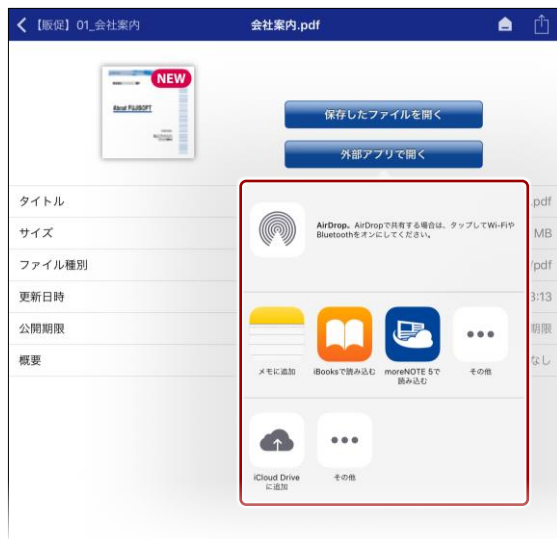 【販促】01_会社案内
会社案内.pdf
NEW
About FUJISOFT
保存したファイルを開く
外部アプリで開く
タイトル
.pdf
サイズ
MB
ファイル種別
/pdf
更新日時
3:13
公開期限
期限
概要
なし
AirDrop。AirDropで共有する場合は、タップしてWi-Fiや
Bluetoothをオンにしてください。
メモに追加
iBooksで読み込む
moreNOTE 5で
読み込む
その他
iCloud Drive
に追加
その他